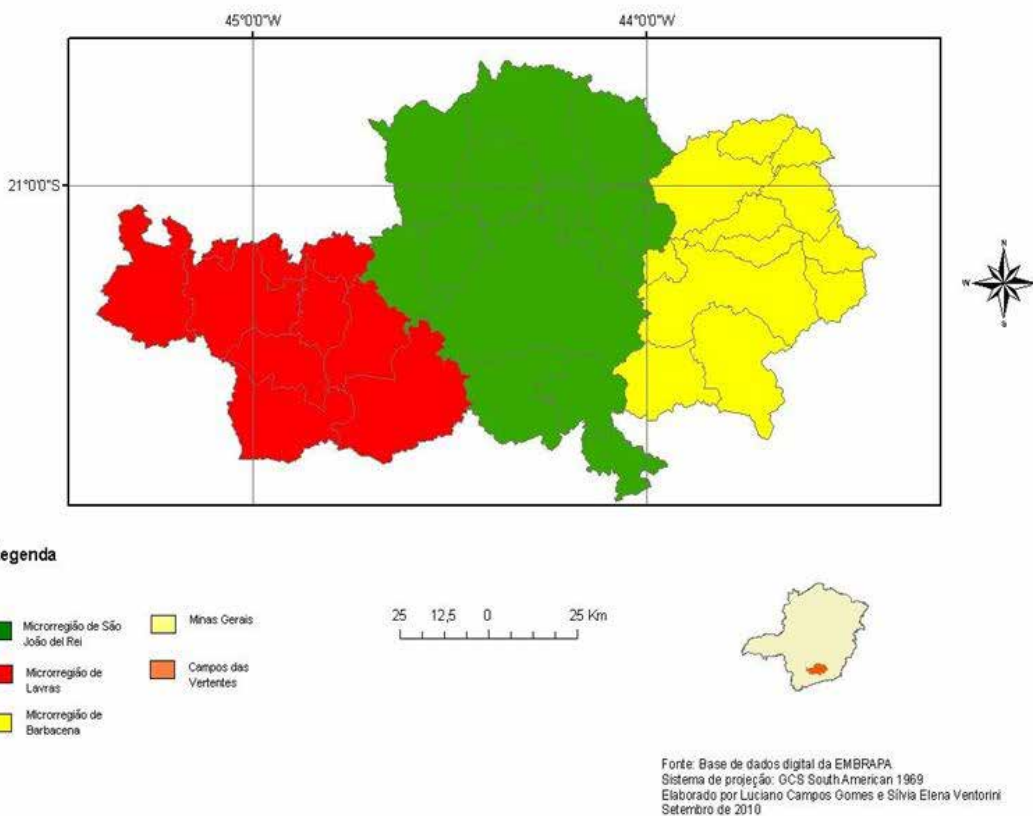 45°0'0"W
44°0'0"W
21°0'0"S
N
W
S
egenda
Microrregião de São
João del Rei
Microrregião de
Lavras
Microrregião de
Barbacena
Minas Gerais
Campos das
Vertentes
25 12,5 0 25 Km
Fonte: Base de dados digital da EMBRAPA
Sistema de projeção: GCS South American 1969
Elaborado por Luciano Campos Gomes e Sílvia Elena Ventorini
Setembro de 2010